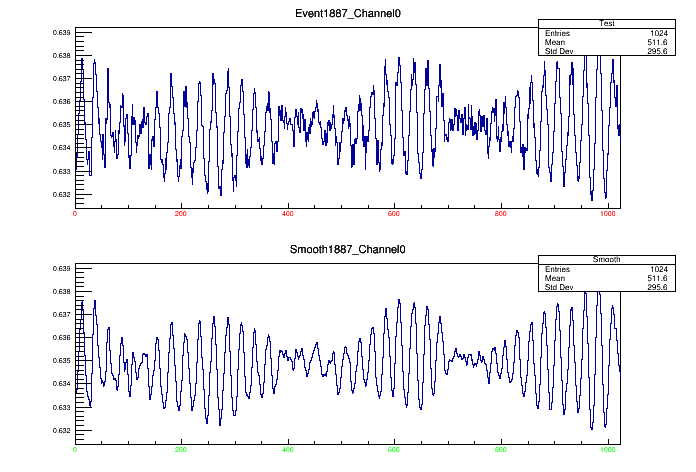 Event1887_Channel0
Test
Entries 1024
Mean 511.6
Std Dev 295.6
0.639
0.638
0.637
0.636
0.635
0.634
0.633
0.632
0 200 400 600 800 1000
Smooth1887_Channel0
Smooth
Entries 1024
Mean 511.6
Std Dev 295.6
0.639
0.638
0.637
0.636
0.635
0.634
0.633
0.632
0 200 400 600 800 1000